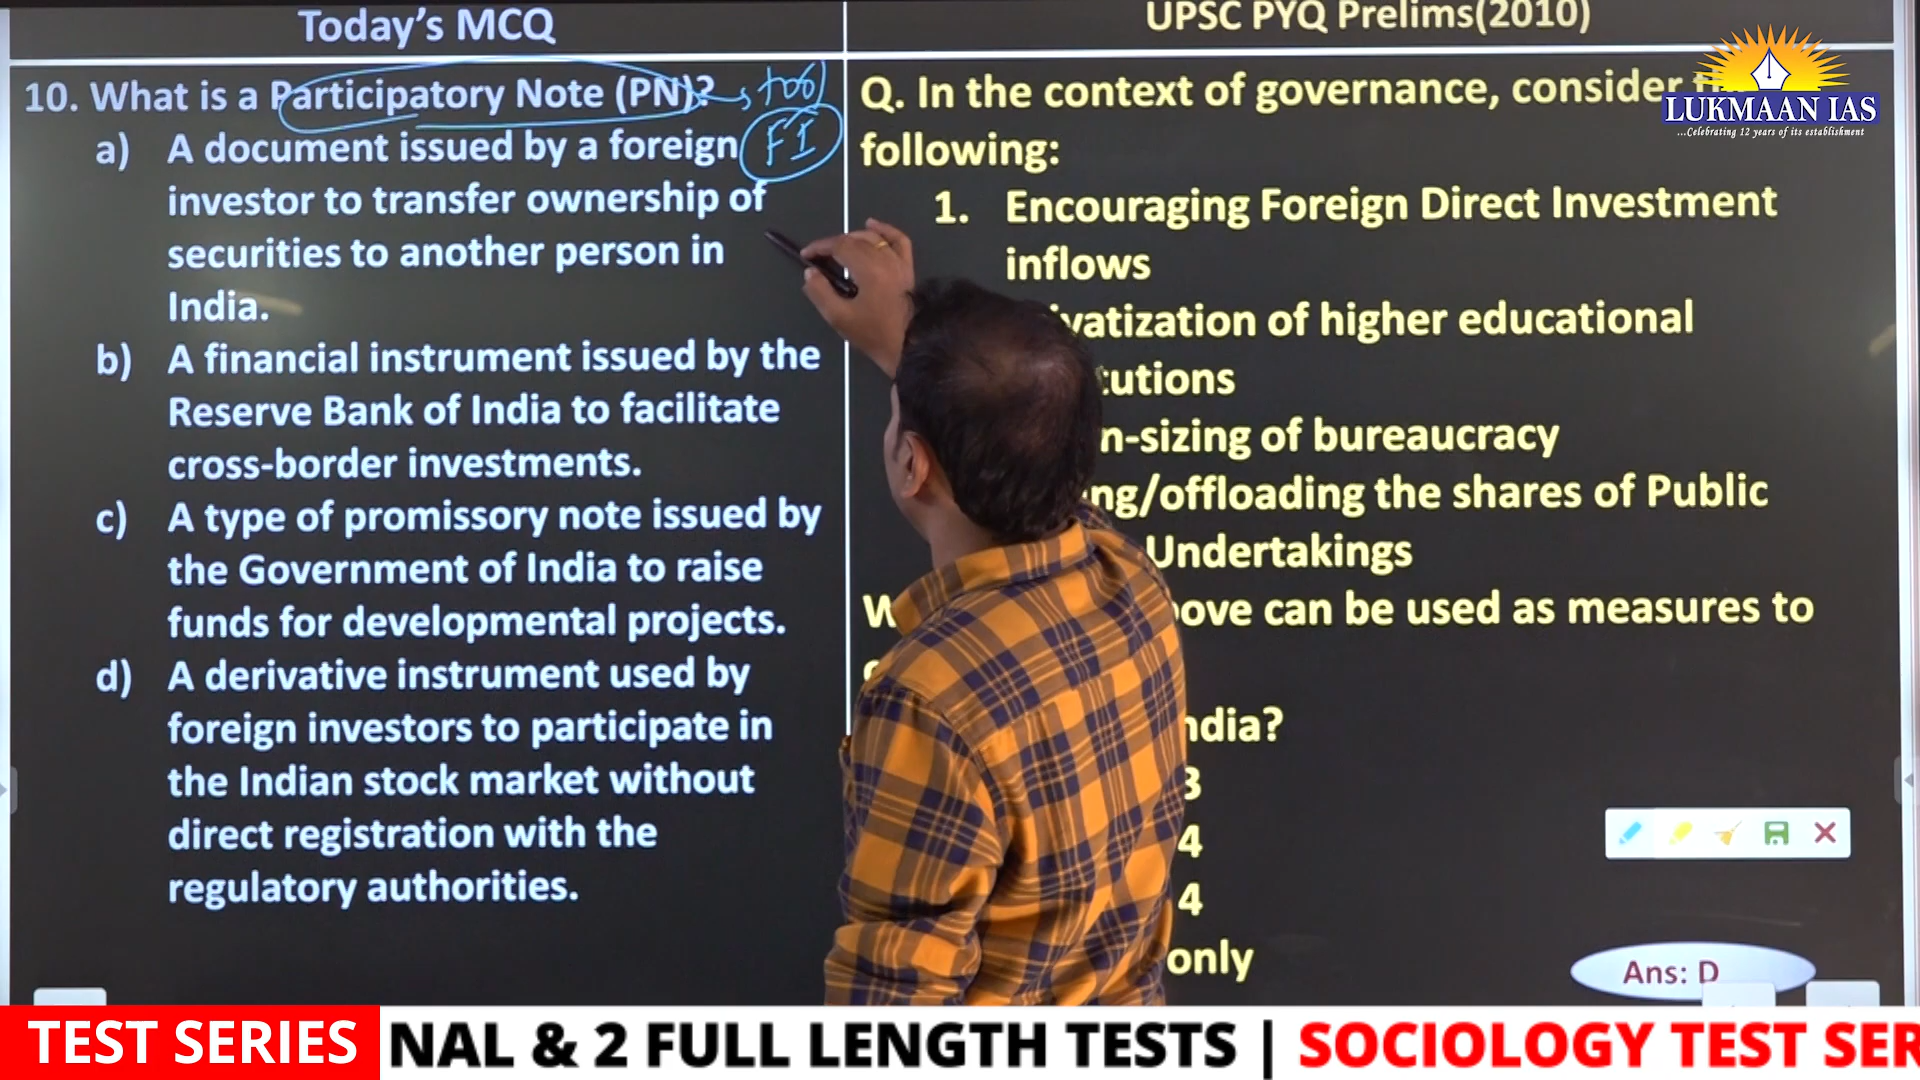 Today's MCQ
10. What is a Participatory Note (PN)?
tool
FI
a) A document issued by a foreign
investor to transfer ownership of
securities to another person in
India.
b) A financial instrument issued by the
Reserve Bank of India to facilitate
cross-border investments.
c) A type of promissory note issued by
the Government of India to raise
funds for developmental projects.
d) A derivative instrument used by
foreign investors to participate in
the Indian stock market without
direct registration with the
regulatory authorities.
UPSC PYQ Prelims(2010)
Q. In the context of governance, consider
following:
1. Encouraging Foreign Direct Investment
inflows
vatization of higher educational
tutions
n-sizing of bureaucracy
ng/offloading the shares of Public
Undertakings
ove can be used as measures to
ndia?
3
4
4
only
Ans: D
LUKMAAN IAS
...Celebrating 12 years of its establishment
TEST SERIES NAL & 2 FULL LENGTH TESTS | SOCIOLOGY TEST SER